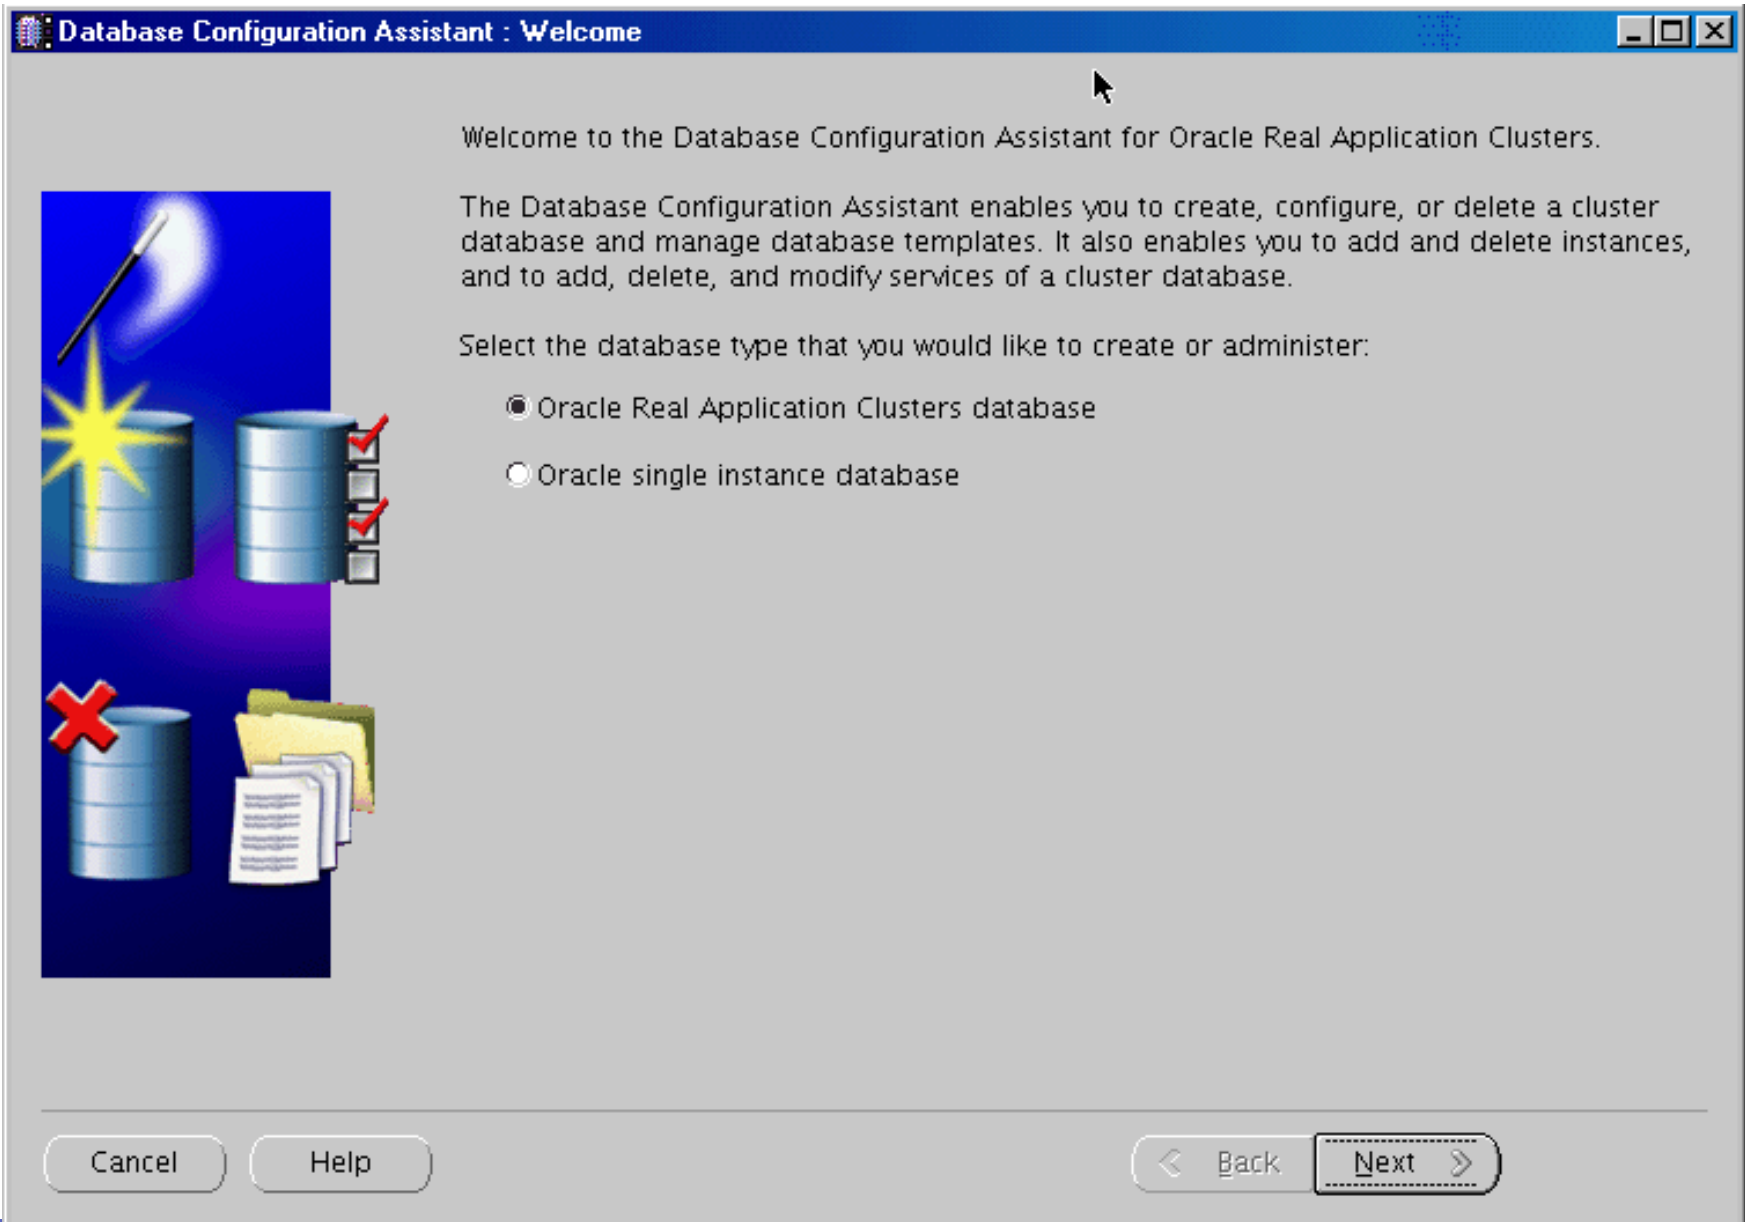 Database Configuration Assistant : Welcome
Welcome to the Database Configuration Assistant for Oracle Real Application Clusters.
The Database Configuration Assistant enables you to create, configure, or delete a cluster
database and manage database templates. It also enables you to add and delete instances,
and to add, delete, and modify services of a cluster database.
Select the database type that you would like to create or administer:
Oracle Real Application Clusters database
Oracle single instance database
Cancel
Help
Back
Next